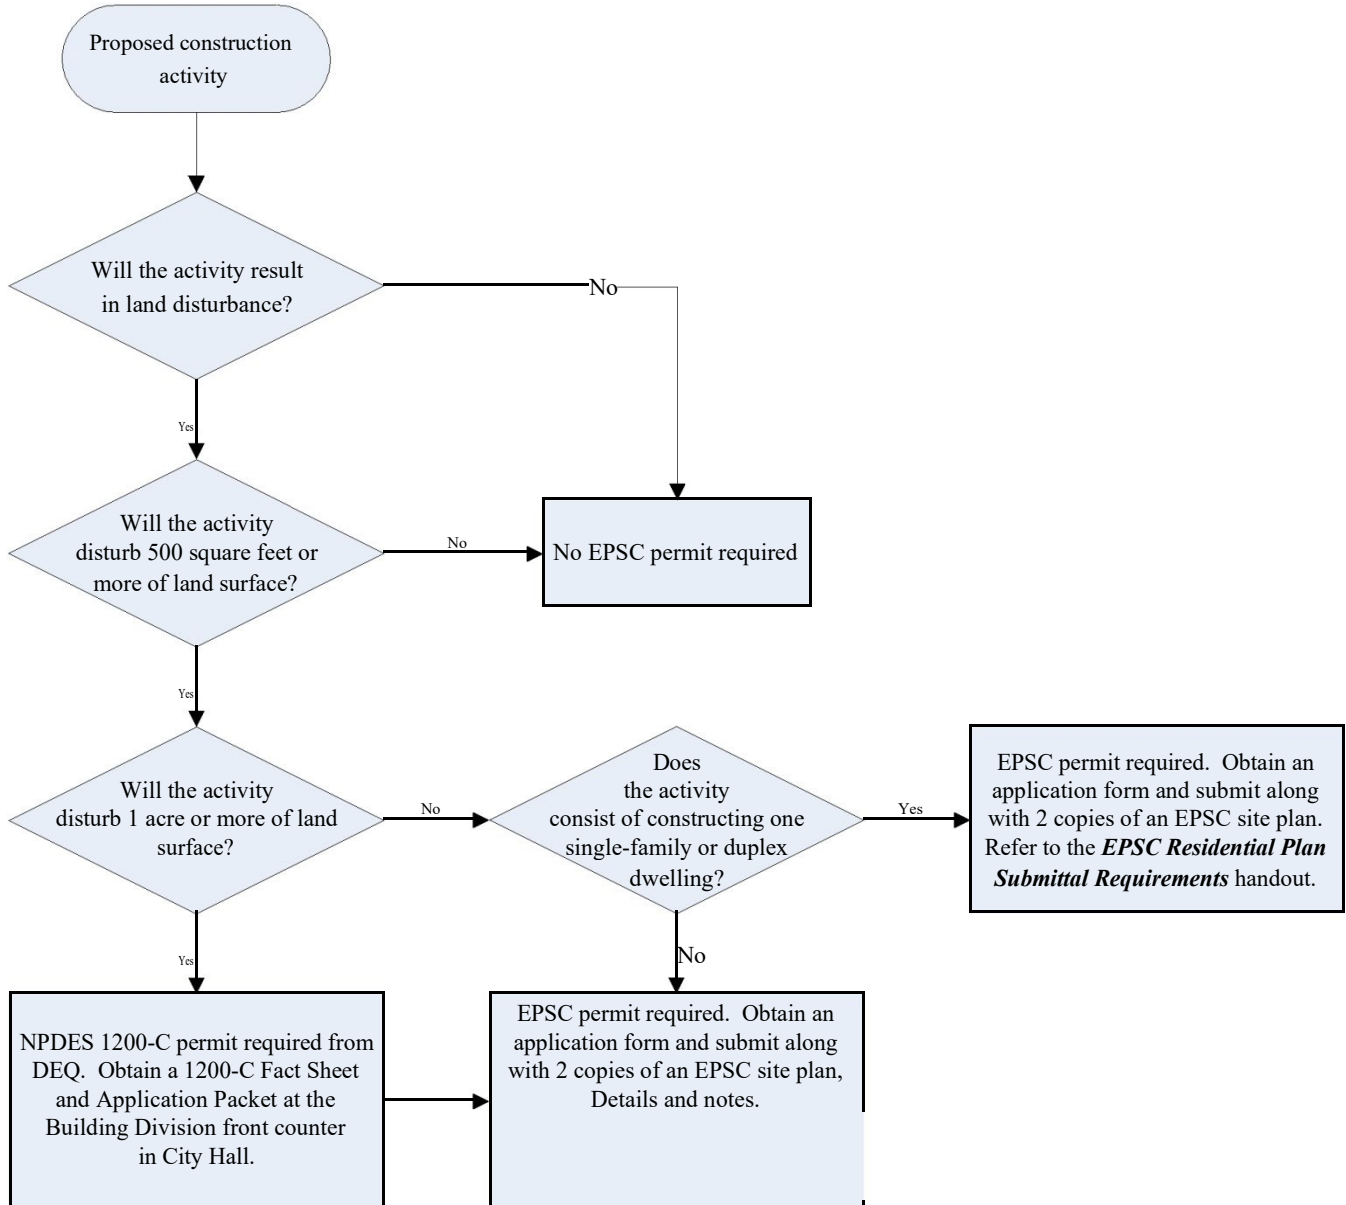 Proposed construction
activity
Will the activity result
in land disturbance?
No
Yes
Will the activity
disturb 500 square feet or
more of land surface?
No
No EPSC permit required
Yes
Will the activity
disturb 1 acre or more of land
surface?
No
Does
the activity
consist of constructing one
single-family or duplex
dwelling?
Yes
EPSC permit required.  Obtain an
application form and submit along
with 2 copies of an EPSC site plan.
Refer to the EPSC Residential Plan
Submittal Requirements handout.
Yes
No
NPDES 1200-C permit required from
DEQ.  Obtain a 1200-C Fact Sheet
and Application Packet at the
Building Division front counter
in City Hall.
EPSC permit required.  Obtain an
application form and submit along
with 2 copies of an EPSC site plan,
Details and notes.